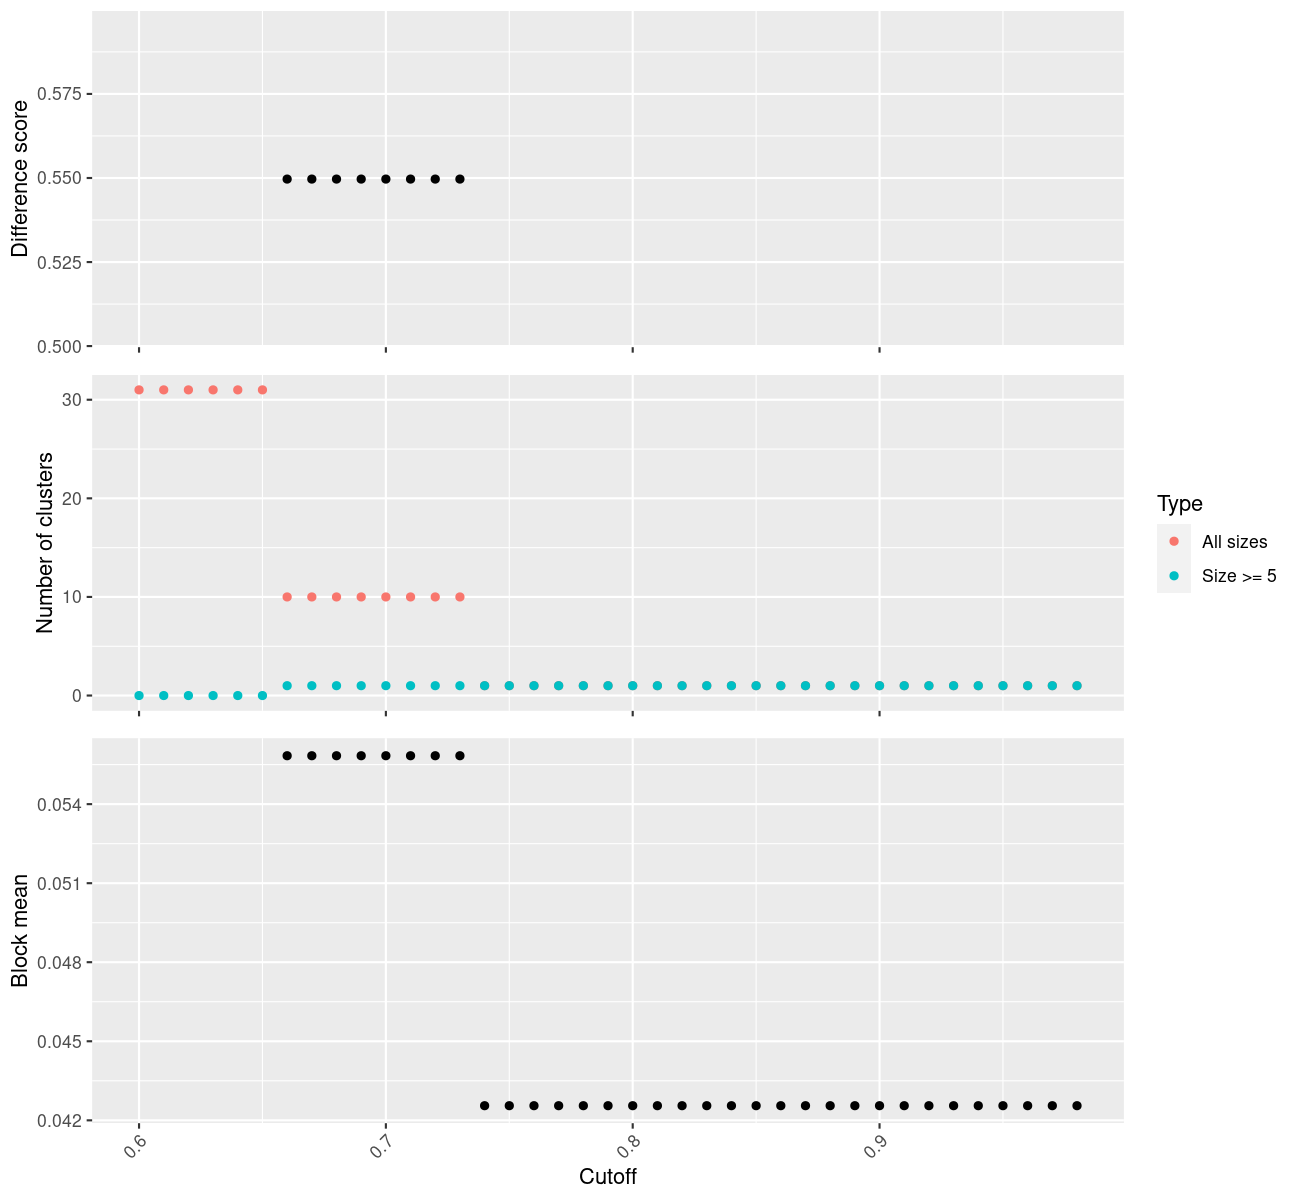 Difference score
0.575
0.550
0.525
0.500
Number of clusters
30
20
10
0
Type
All sizes
Size >= 5
Block mean
0.054
0.051
0.048
0.045
0.042
0.6 0.7 0.8 0.9
Cutoff